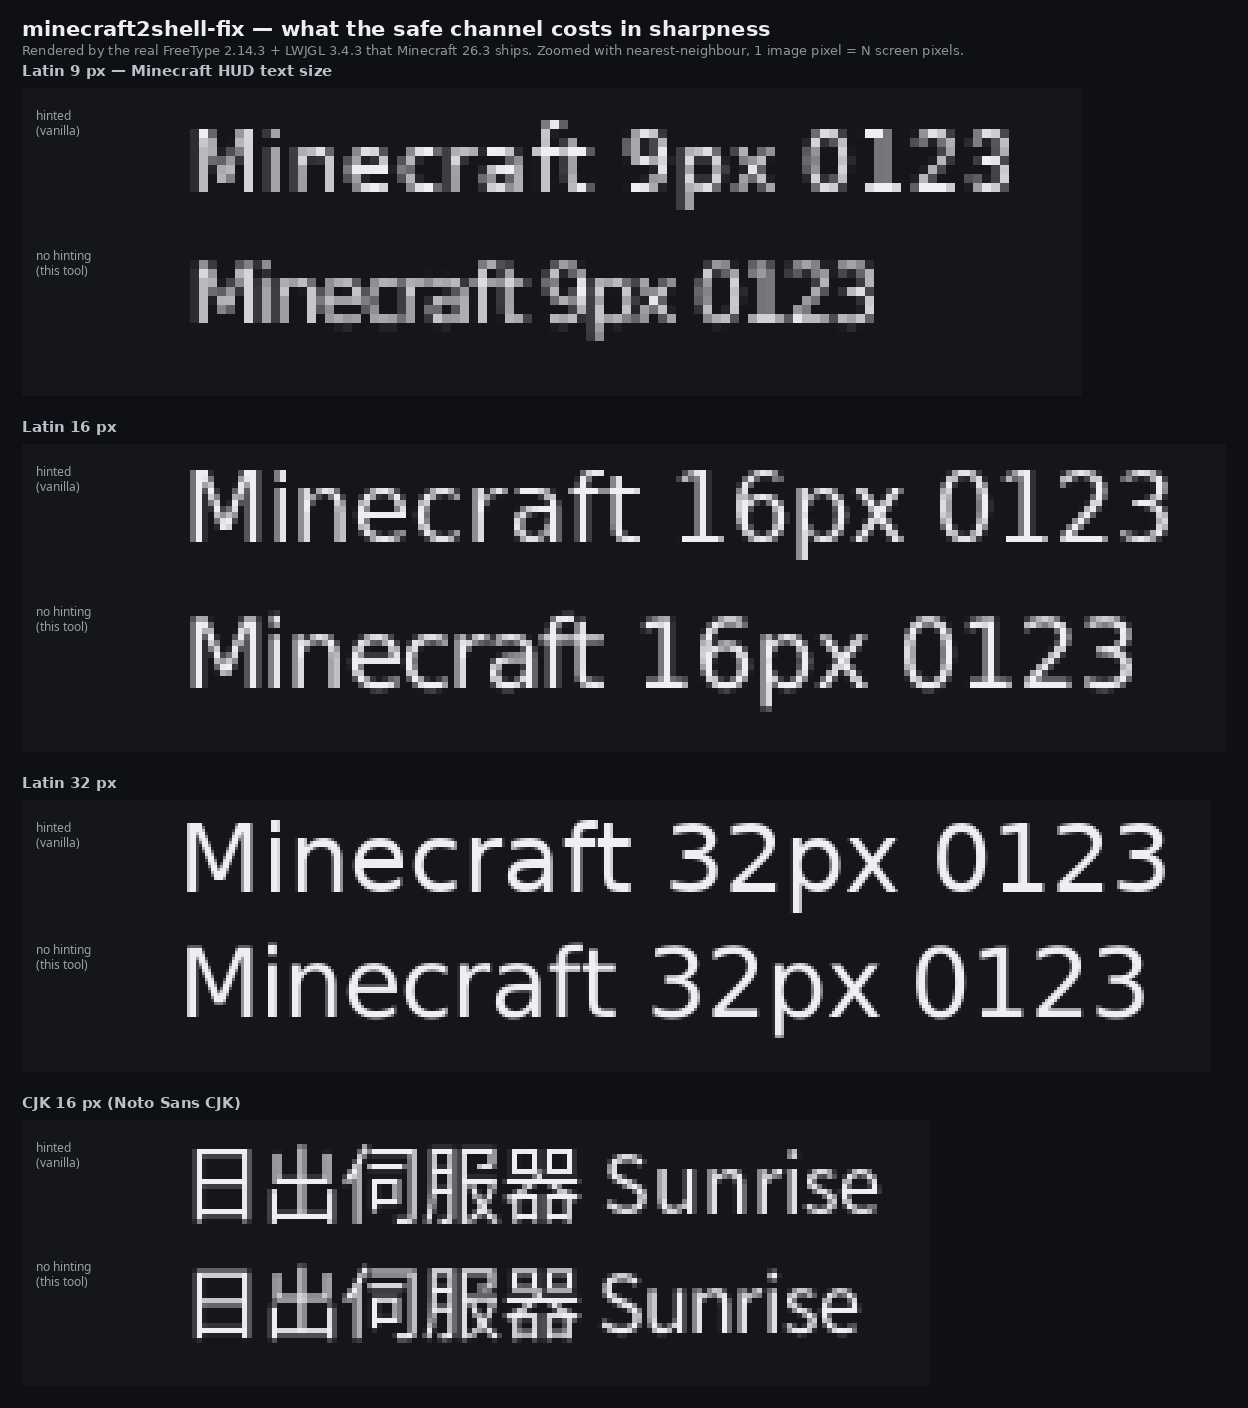 minecraft2shell-fix — what the safe channel costs in sharpness
Rendered by the real FreeType 2.14.3 + LWJGL 3.4.3 that Minecraft 26.3 ships. Zoomed with nearest-neighbour, 1 image pixel = N screen pixels.
Latin 9 px — Minecraft HUD text size
hinted
(vanilla)
Minecraft 9px 0123
no hinting
(this tool)
Minecraft 9px 0123
Latin 16 px
hinted
(vanilla)
Minecraft 16px 0123
no hinting
(this tool)
Minecraft 16px 0123
Latin 32 px
hinted
(vanilla)
Minecraft 32px 0123
no hinting
(this tool)
Minecraft 32px 0123
CJK 16 px (Noto Sans CJK)
hinted
(vanilla)
日出伺服器 Sunrise
no hinting
(this tool)
日出伺服器 Sunrise